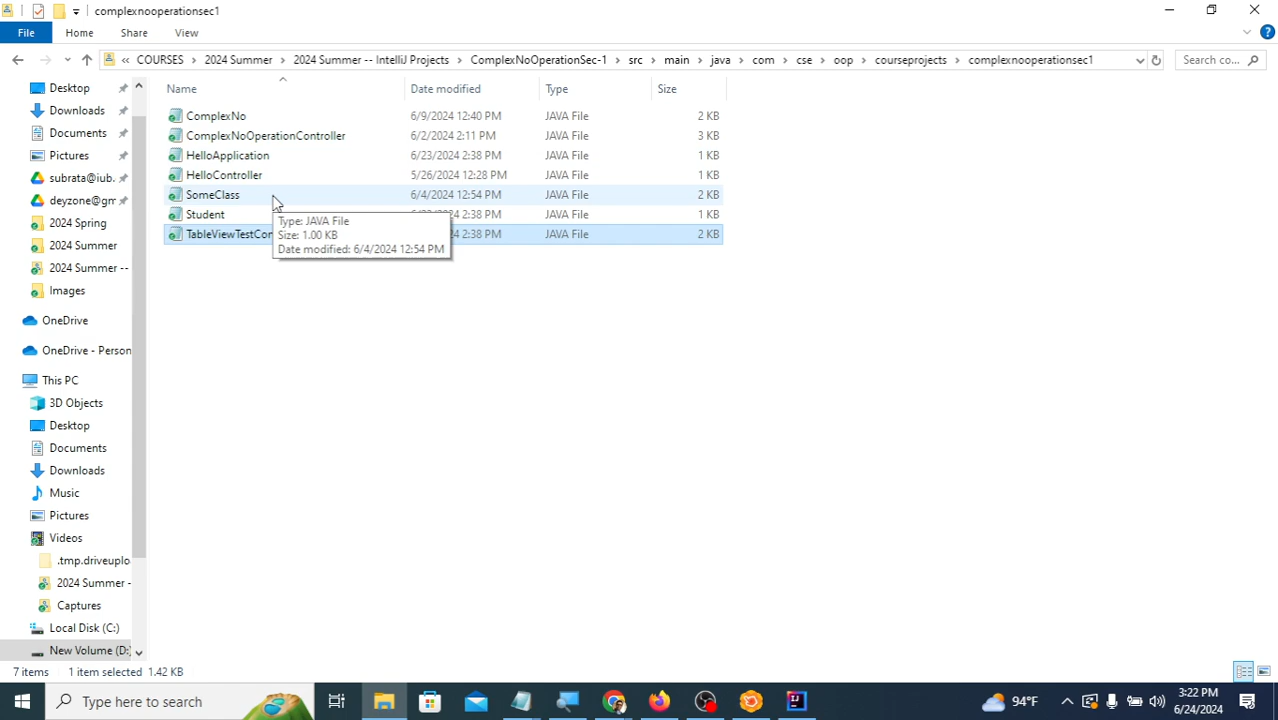 complexnooperationsec1
File Home Share View
« COURSES > 2024 Summer > 2024 Summer -- IntelliJ Projects > ComplexNoOperationSec-1 > src > main > java > com > cse > oop > courseprojects > complexnooperationsec1
Search co...
Name Date modified Type Size
ComplexNo 6/9/2024 12:40 PM JAVA File 2 KB
ComplexNoOperationController 6/2/2024 2:11 PM JAVA File 3 KB
HelloApplication 6/23/2024 2:38 PM JAVA File 1 KB
HelloController 5/26/2024 12:28 PM JAVA File 1 KB
SomeClass 6/4/2024 12:54 PM JAVA File 2 KB
Student 2:38 PM JAVA File 1 KB
TableViewTestCon 2:38 PM JAVA File 2 KB
Type: JAVA File
Size: 1.00 KB
Date modified: 6/4/2024 12:54 PM
Desktop
Downloads
Documents
Pictures
subrata@iub.
deyzone@gm
2024 Spring
2024 Summer
2024 Summer --
Images
OneDrive
OneDrive - Person
This PC
3D Objects
Desktop
Documents
Downloads
Music
Pictures
Videos
.tmp.driveuplo
2024 Summer -
Captures
Local Disk (C:)
New Volume (D:)
7 items 1 item selected 1.42 KB
Type here to search
94°F
3:22 PM
6/24/2024